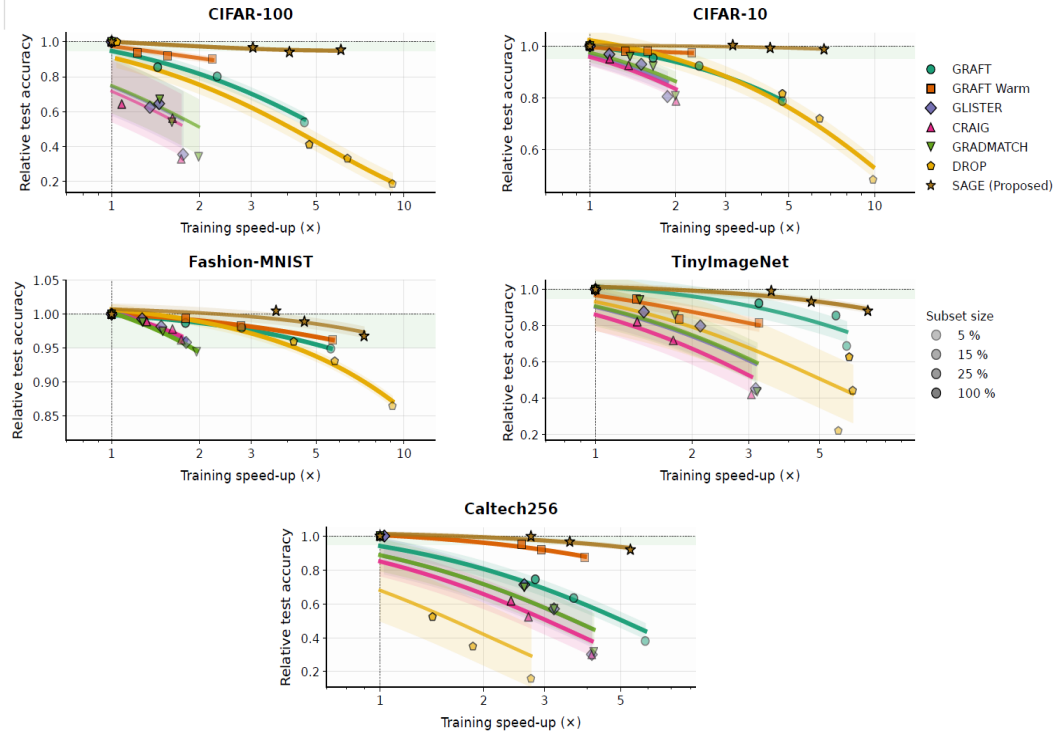 CIFAR-100
Relative test accuracy
1.0
0.8
0.6
0.4
0.2
1
2
5
10
Training speed-up (×)
CIFAR-10
Relative test accuracy
1.0
0.8
0.6
1
2
5
10
Training speed-up (×)
GRAFT
GRAFT Warm
GLISTER
CRAIG
GRADMATCH
DROP
SAGE (Proposed)
Fashion-MNIST
Relative test accuracy
1.05
1.00
0.95
0.90
0.85
1
2
5
10
Training speed-up (×)
TinyImageNet
Relative test accuracy
1.0
0.8
0.6
0.4
0.2
1
2
3
5
Training speed-up (×)
Subset size
5 %
15 %
25 %
100 %
Caltech256
Relative test accuracy
1.0
0.8
0.6
0.4
0.2
1
2
3
5
Training speed-up (×)